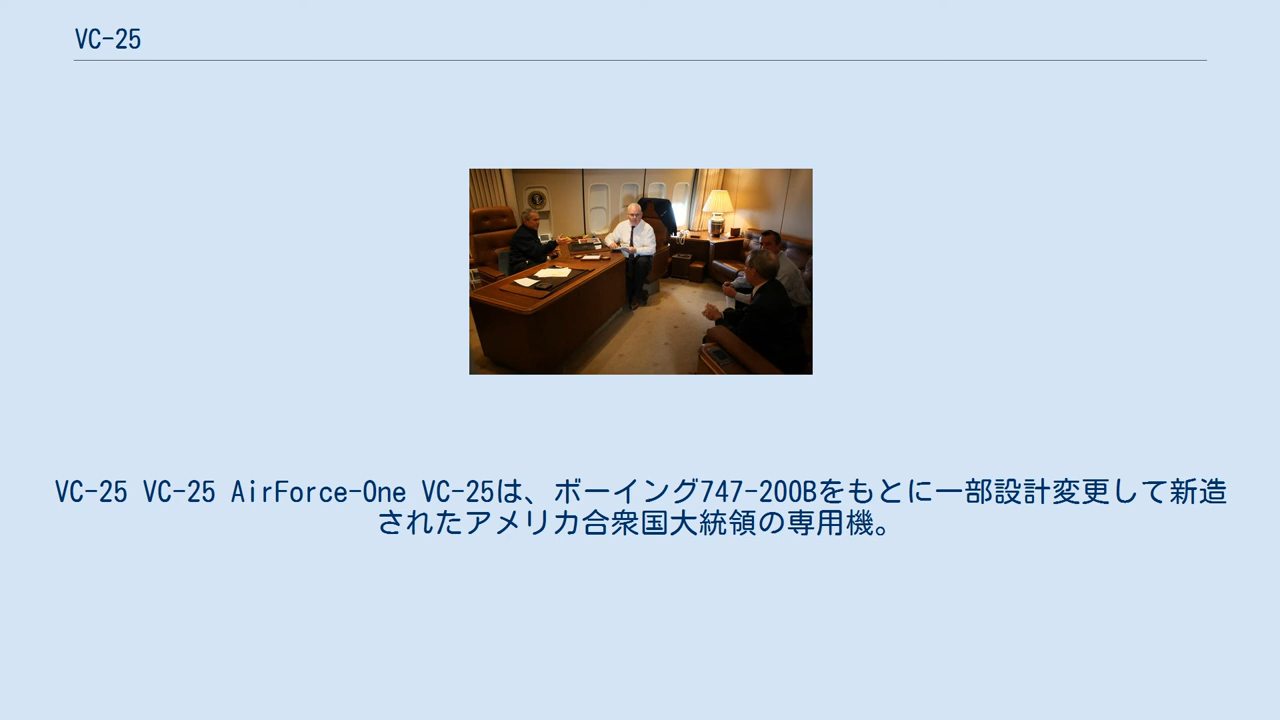 VC-25
VC-25 VC-25 AirForce-One VC-25は、ボーイング747-200Bをもとに一部設計変更して新造
されたアメリカ合衆国大統領の専用機。